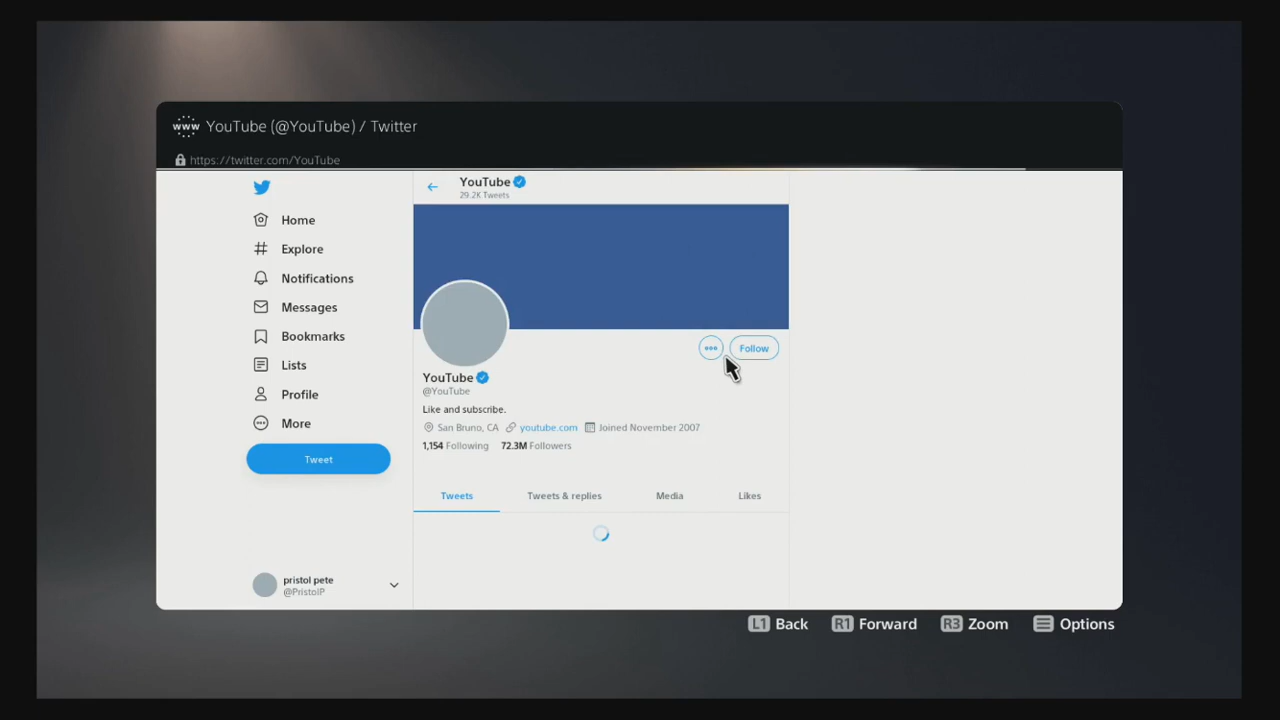 www YouTube (@YouTube) / Twitter
https://twitter.com/YouTube
YouTube
29.2K Tweets
Home
Explore
Notifications
Messages
Bookmarks
Lists
Profile
More
Tweet
pristol pete
@PristolP
Follow
YouTube
@YouTube
Like and subscribe.
San Bruno, CA youtube.com Joined November 2007
1,154 Following 72.3M Followers
Tweets Tweets & replies Media Likes
L1 Back R1 Forward R3 Zoom Options